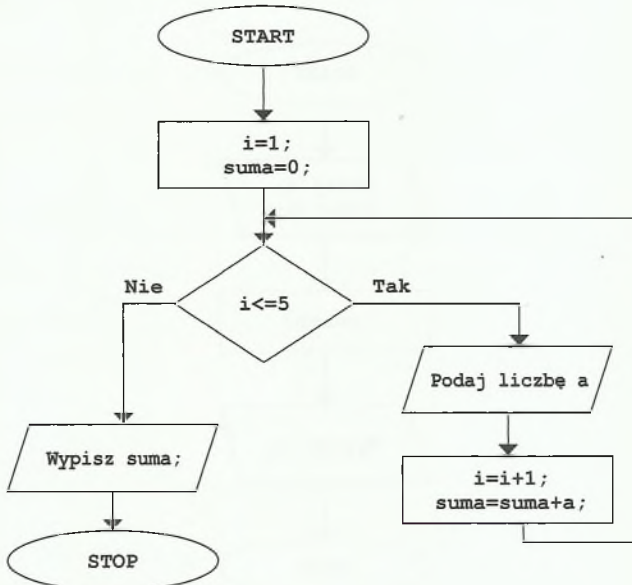 START
i=1;
suma=0;
Nie
i<=5
Tak
Podaj liczbę a
Wypisz suma;
i=i+1;
suma=suma+a;
STOP